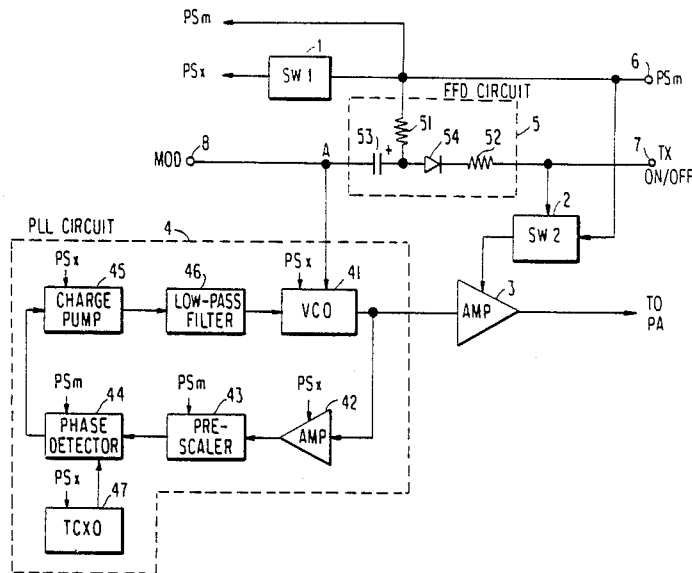 PSm
1
6
PSx
SW 1
PSm
FFD CIRCUIT
51
5
53
+
54
52
7
8
A
MOD
TX
ON/OFF
2
SW 2
PLL CIRCUIT
4
PSx
45
46
PSx
41
3
CHARGE
PUMP
LOW-PASS
FILTER
VCO
AMP
TO
PA
PSm
44
PSm
43
PSx
42
PHASE
DETECTOR
PRE-
SCALER
AMP
PSx
47
TCXO